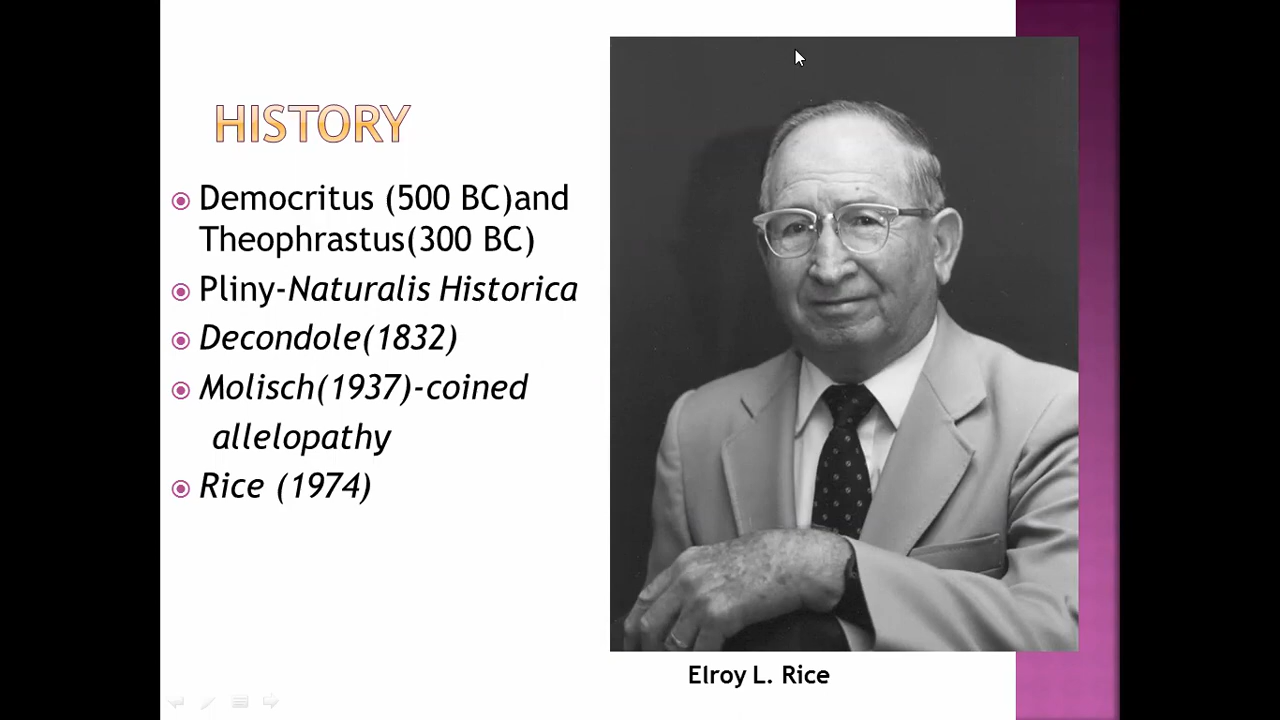 HISTORY
Democritus (500 BC)and
Theophrastus(300 BC)
Pliny-Naturalis Historica
Decondole(1832)
Molisch(1937)-coined
allelopathy
Rice (1974)
Elroy L. Rice